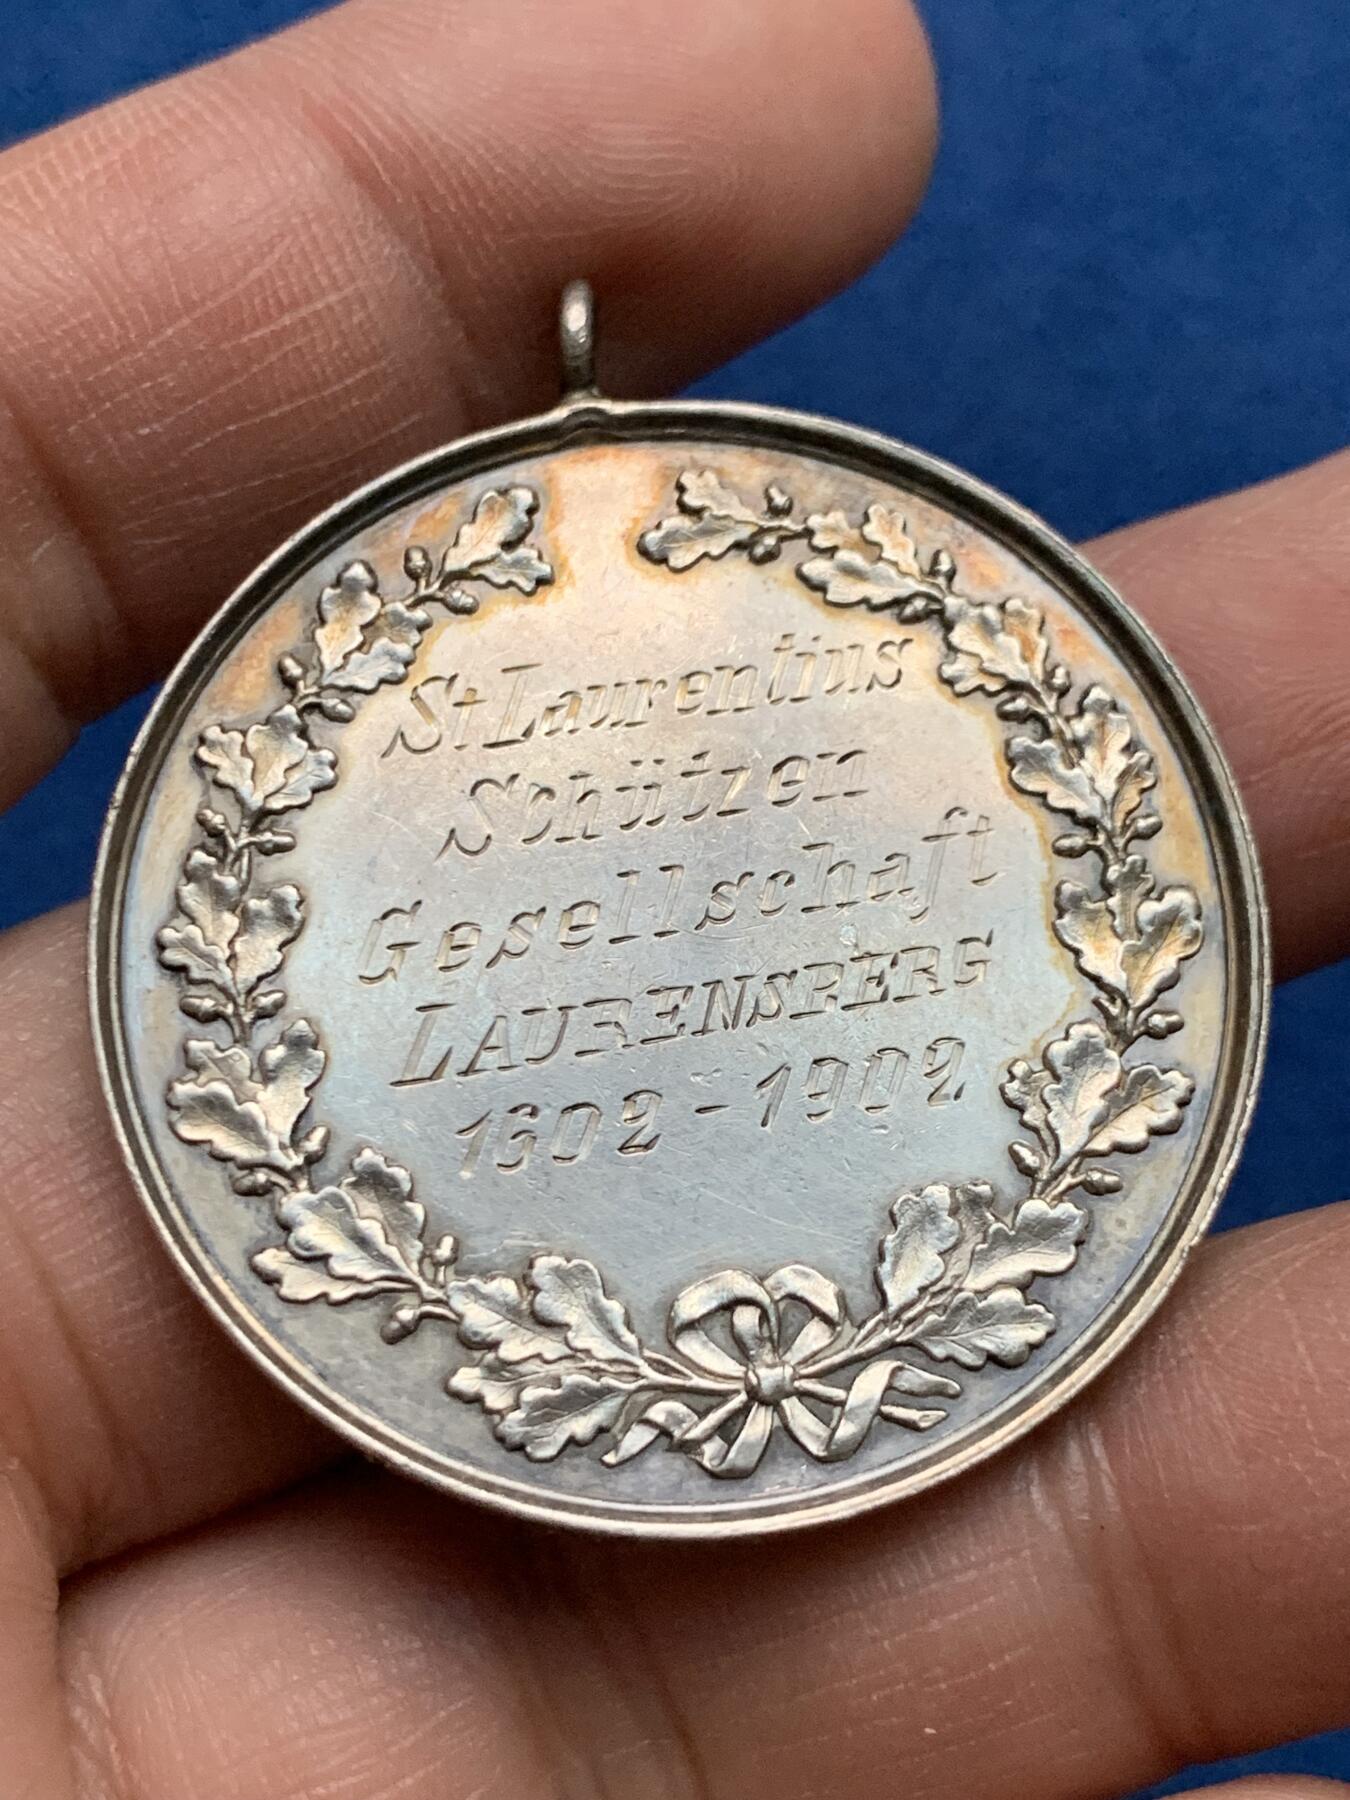 St Laurentius
Schützen
Gesellschaft
LAURENSBERG
1602 - 1902